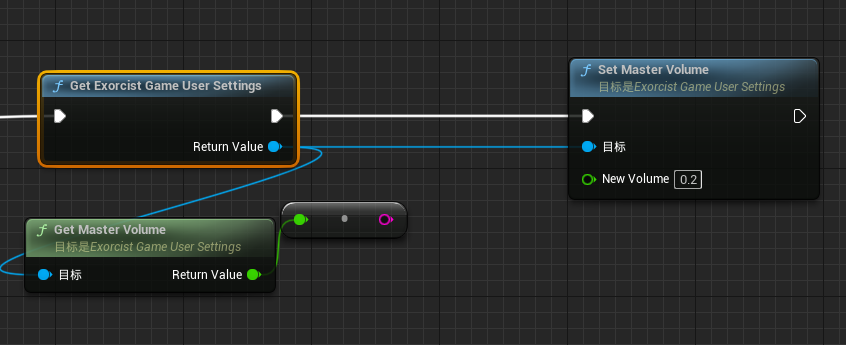 Get Exorcist Game User Settings
Return Value
Set Master Volume
目标是Exorcist Game User Settings
目标
New Volume 0.2
Get Master Volume
目标是Exorcist Game User Settings
目标 Return Value